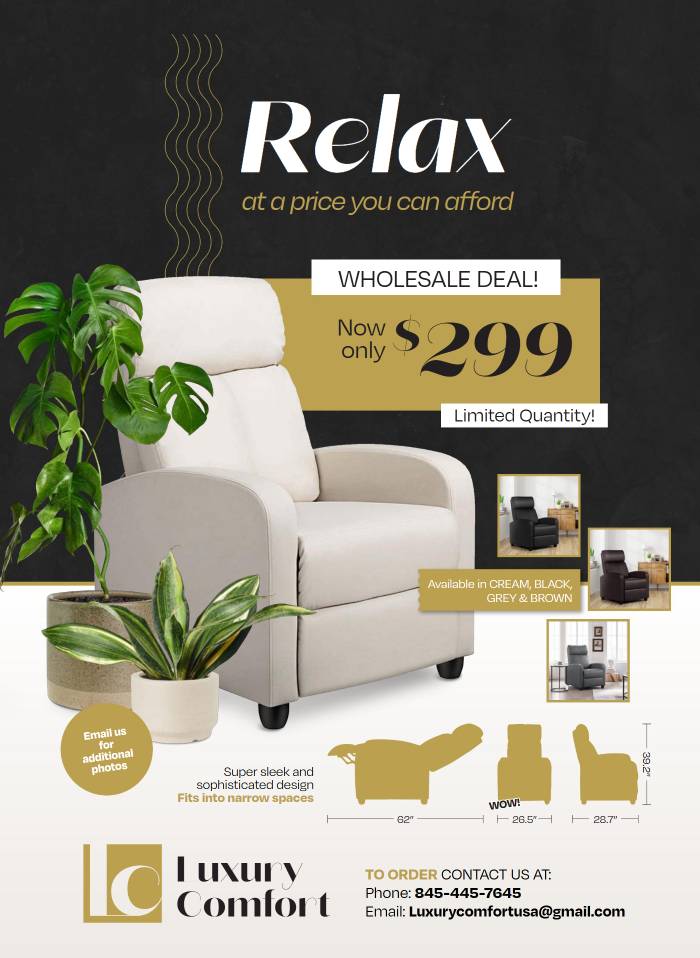 Relax
at a price you can afford
WHOLESALE DEAL!
Now
only
$299
Limited Quantity!
Available in CREAM, BLACK,
GREY & BROWN
Email us
for
additional
photos
Super sleek and
sophisticated design
Fits into narrow spaces
WOW!
62"
26.5"
28.7"
39.2"
Lc
Luxury
Comfort
TO ORDER CONTACT US AT:
Phone: 845-445-7645
Email: Luxurycomfortusa@gmail.com